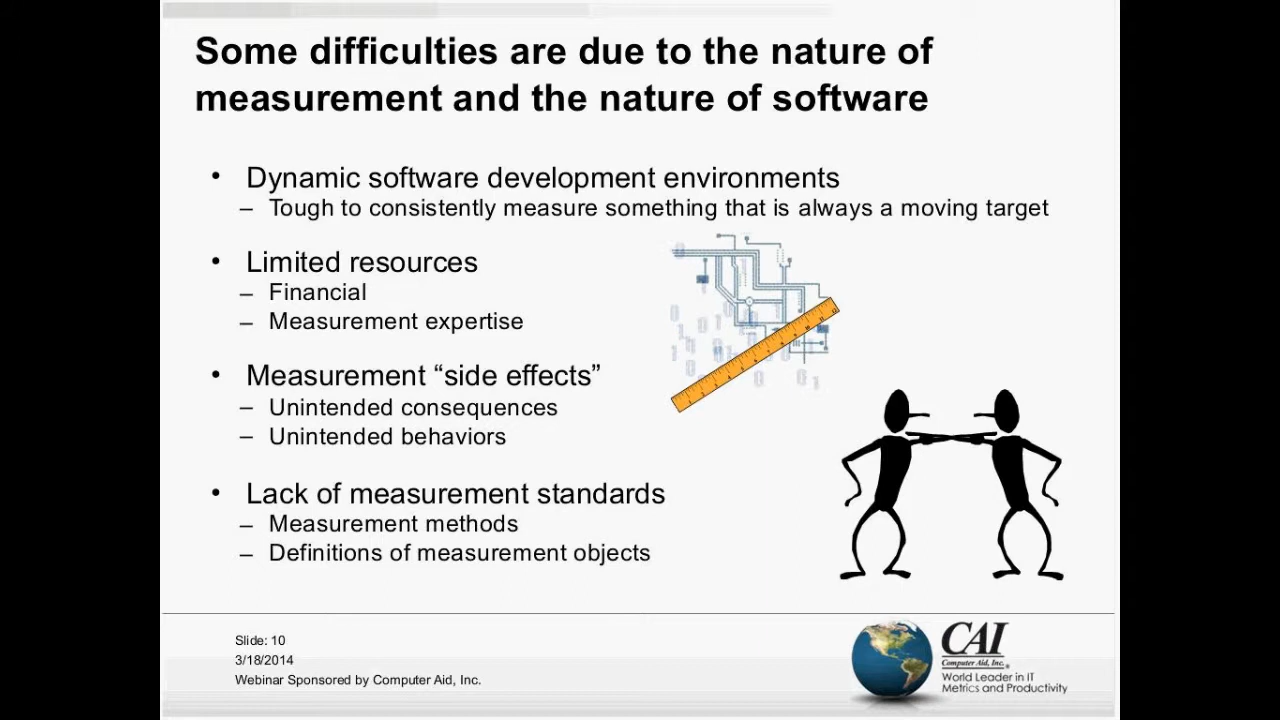 Some difficulties are due to the nature of
measurement and the nature of software
• Dynamic software development environments
– Tough to consistently measure something that is always a moving target
• Limited resources
– Financial
– Measurement expertise
• Measurement “side effects”
– Unintended consequences
– Unintended behaviors
• Lack of measurement standards
– Measurement methods
– Definitions of measurement objects
Slide: 10
3/18/2014
Webinar Sponsored by Computer Aid, Inc.
CAI
Computer Aid, Inc.®
World Leader in IT
Metrics and Productivity